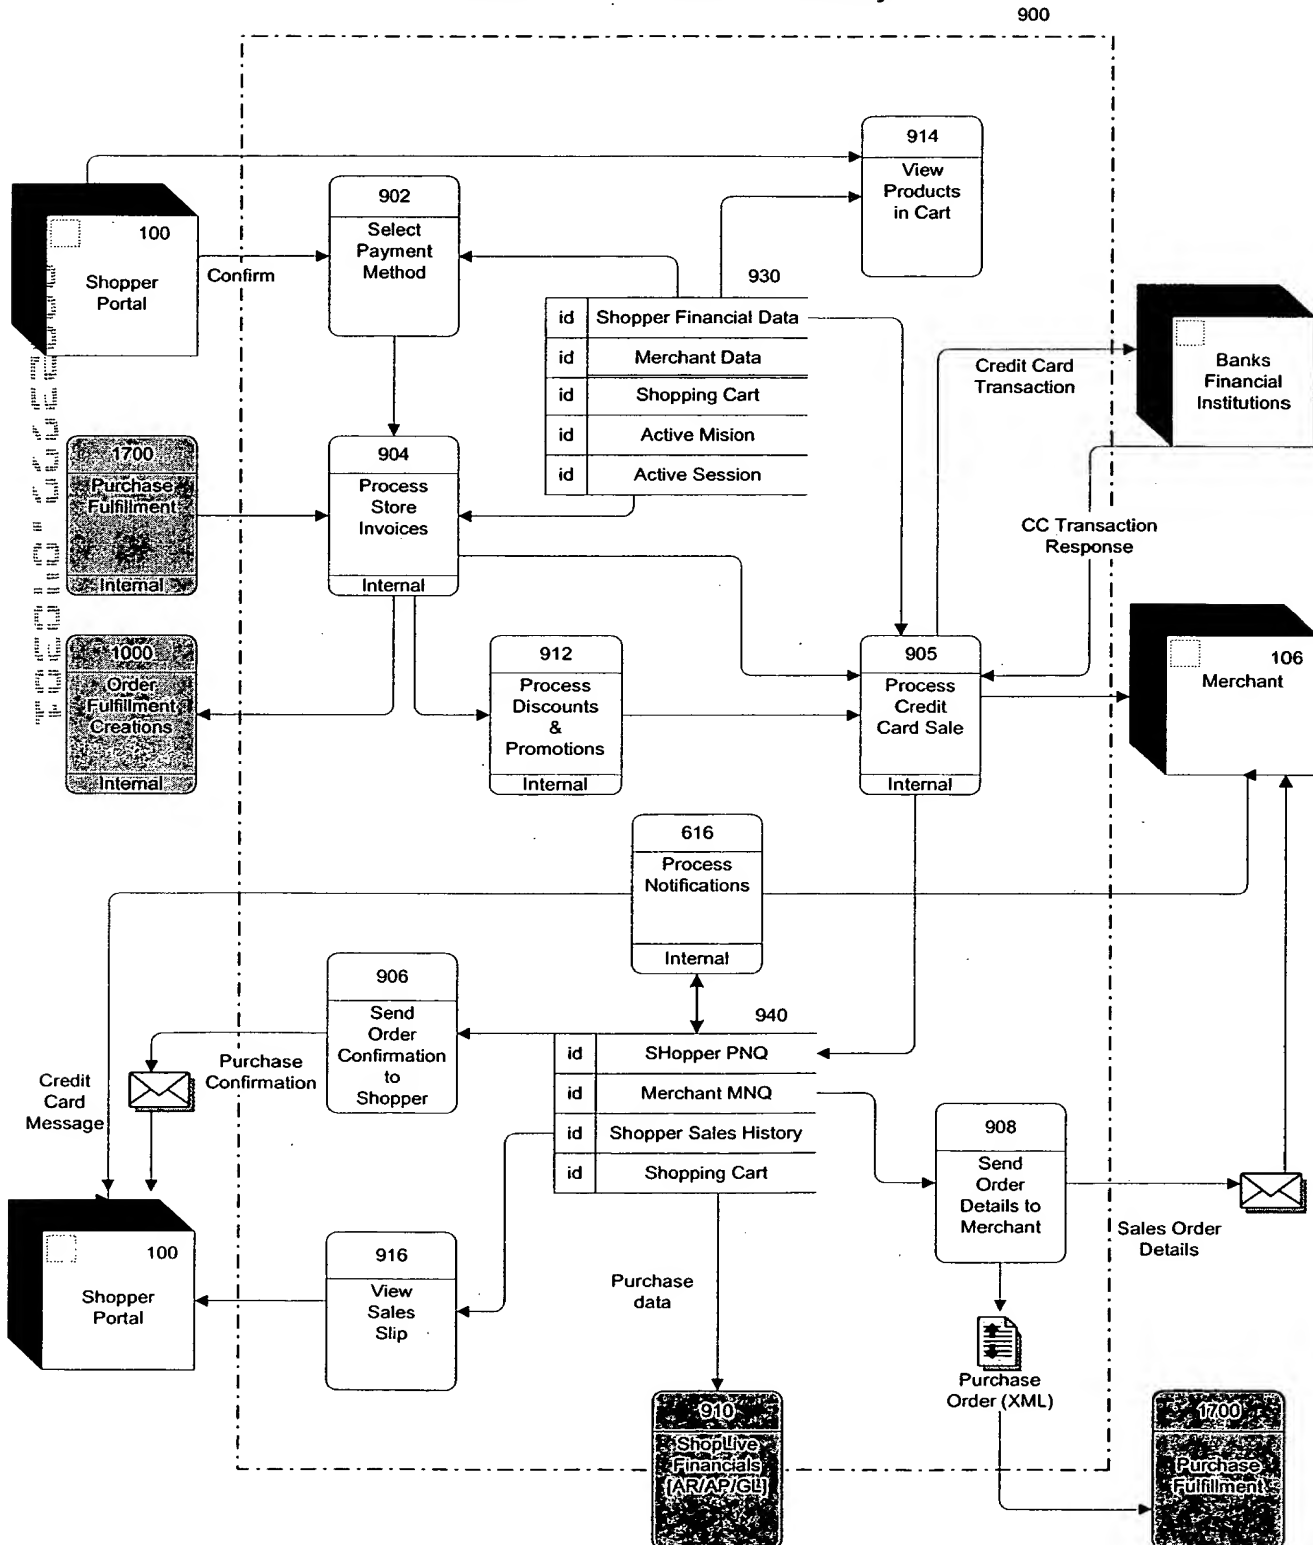 900
914
View
Products
in Cart
902
Select
Payment
Method
100
Shopper
Portal
Confirm
930
id Shopper Financial Data
id Merchant Data
id Shopping Cart
id Active Mision
id Active Session
Credit Card
Transaction
Banks
Financial
Institutions
1700
Purchase
Fulfillment
Internal
904
Process
Store
Invoices
Internal
CC Transaction
Response
1000
Order
Fulfillment
Creations
Internal
912
Process
Discounts
&
Promotions
Internal
905
Process
Credit
Card Sale
Internal
106
Merchant
616
Process
Notifications
Internal
906
Send
Order
Confirmation
to
Shopper
940
id SHopper PNQ
id Merchant MNQ
id Shopper Sales History
id Shopping Cart
Purchase
Confirmation
Credit
Card
Message
908
Send
Order
Details to
Merchant
Sales Order
Details
100
Shopper
Portal
916
View
Sales
Slip
Purchase
data
Purchase
Order (XML)
910
ShopLive
Financials
[AR/AP/GL]
1700
Purchase
Fulfillment